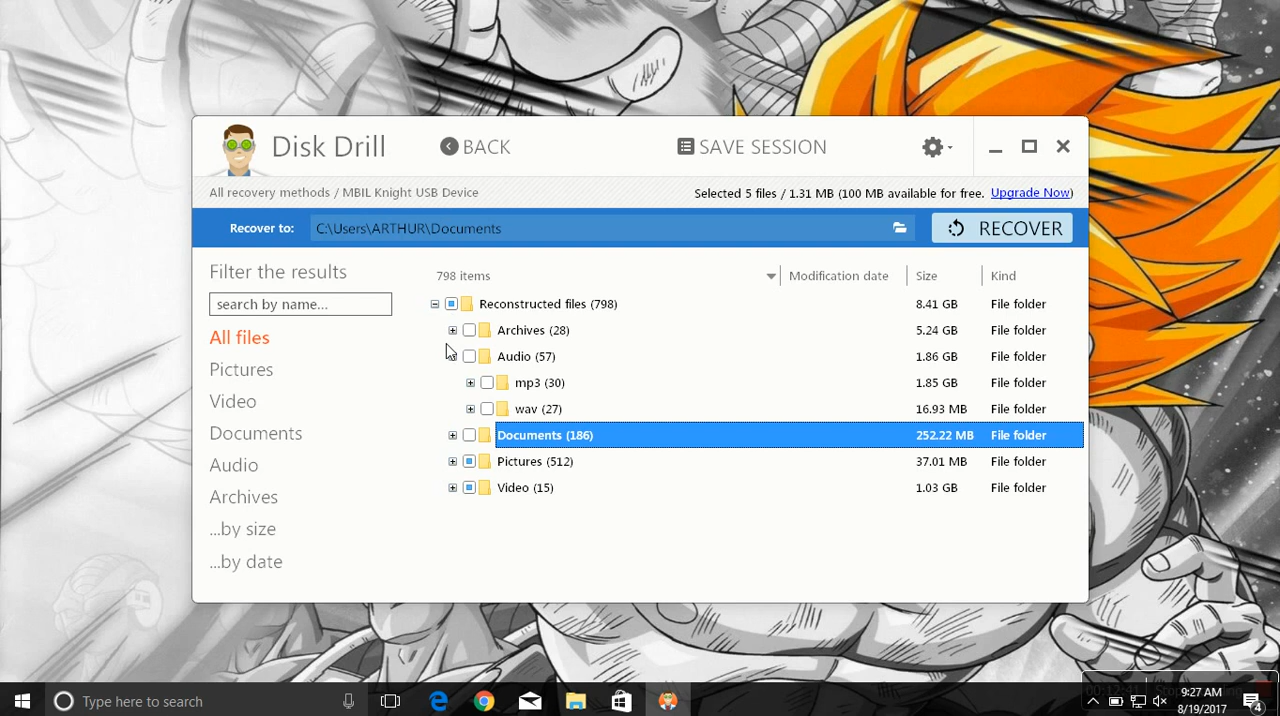 Disk Drill
BACK
SAVE SESSION
All recovery methods / MBIL Knight USB Device
Selected 5 files / 1.31 MB (100 MB available for free. Upgrade Now)
Recover to:
C:\Users\ARTHUR\Documents
RECOVER
Filter the results
search by name...
All files
Pictures
Video
Documents
Audio
Archives
...by size
...by date
798 items Modification date Size Kind
Reconstructed files (798) 8.41 GB File folder
Archives (28) 5.24 GB File folder
Audio (57) 1.86 GB File folder
mp3 (30) 1.85 GB File folder
wav (27) 16.93 MB File folder
Documents (186) 252.22 MB File folder
Pictures (512) 37.01 MB File folder
Video (15) 1.03 GB File folder
Type here to search
00:12:41
9:27 AM
8/19/2017
4